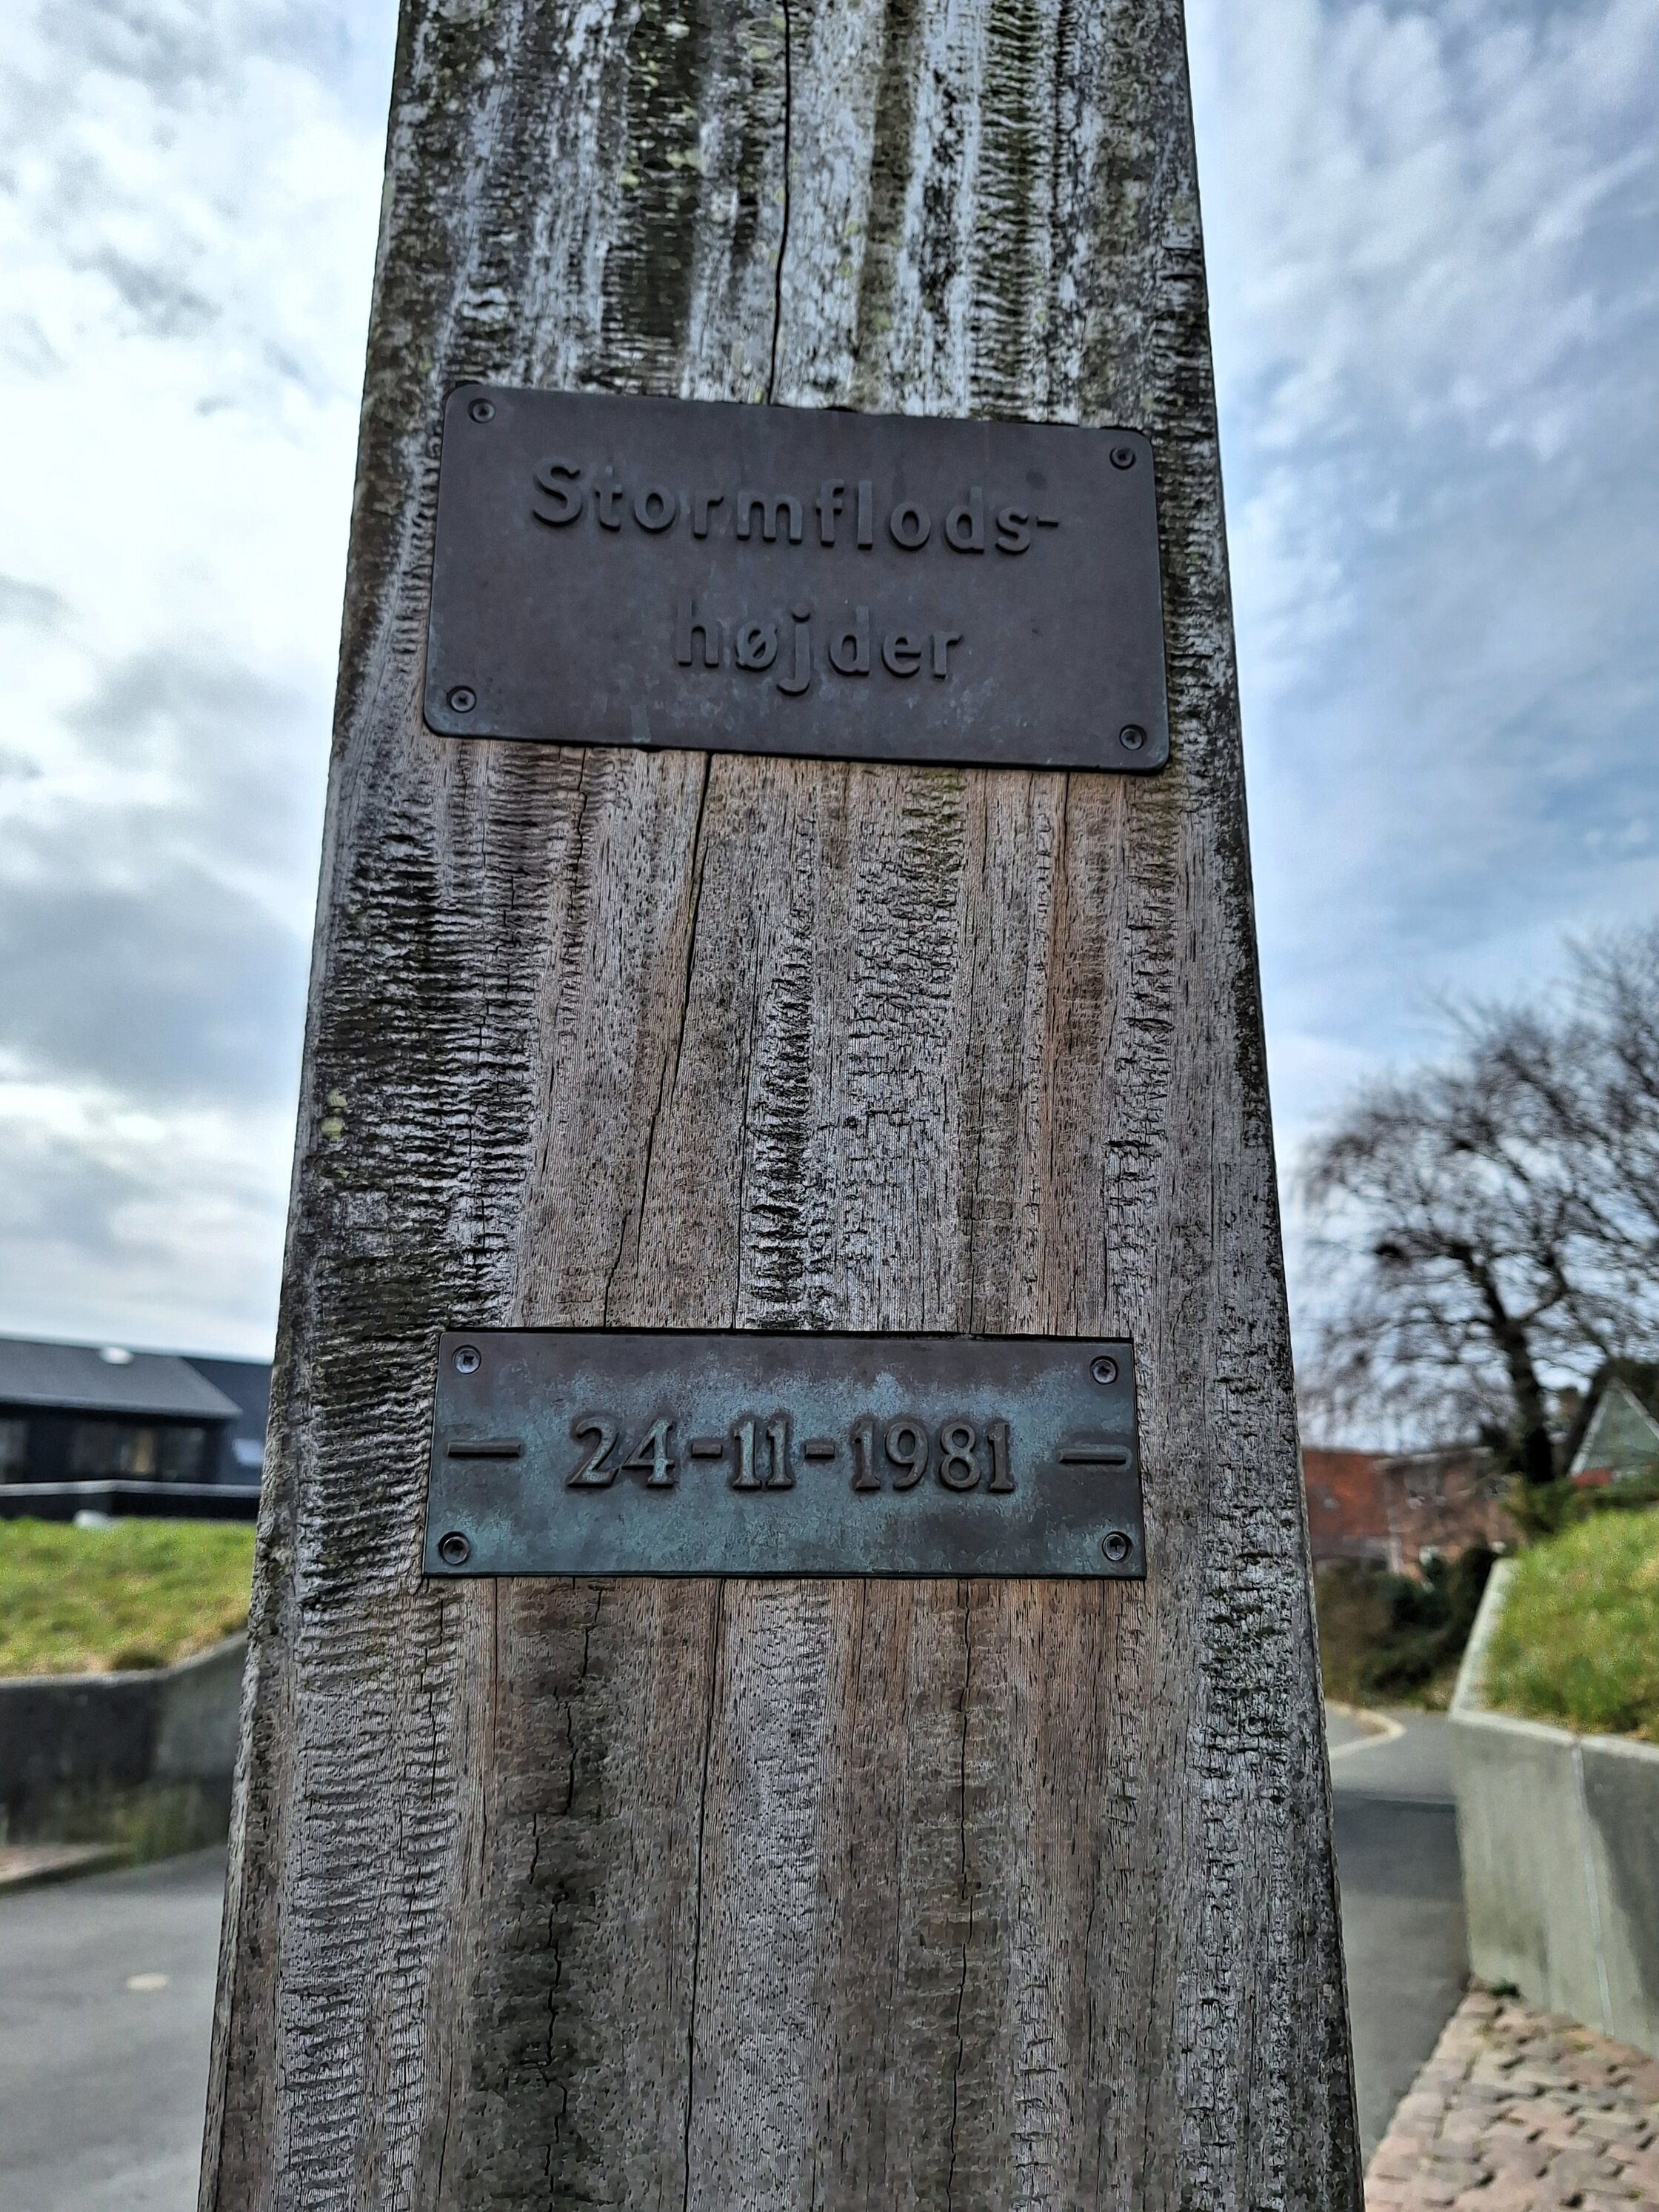 Stormflods-
højder
— 24-11-1981 —